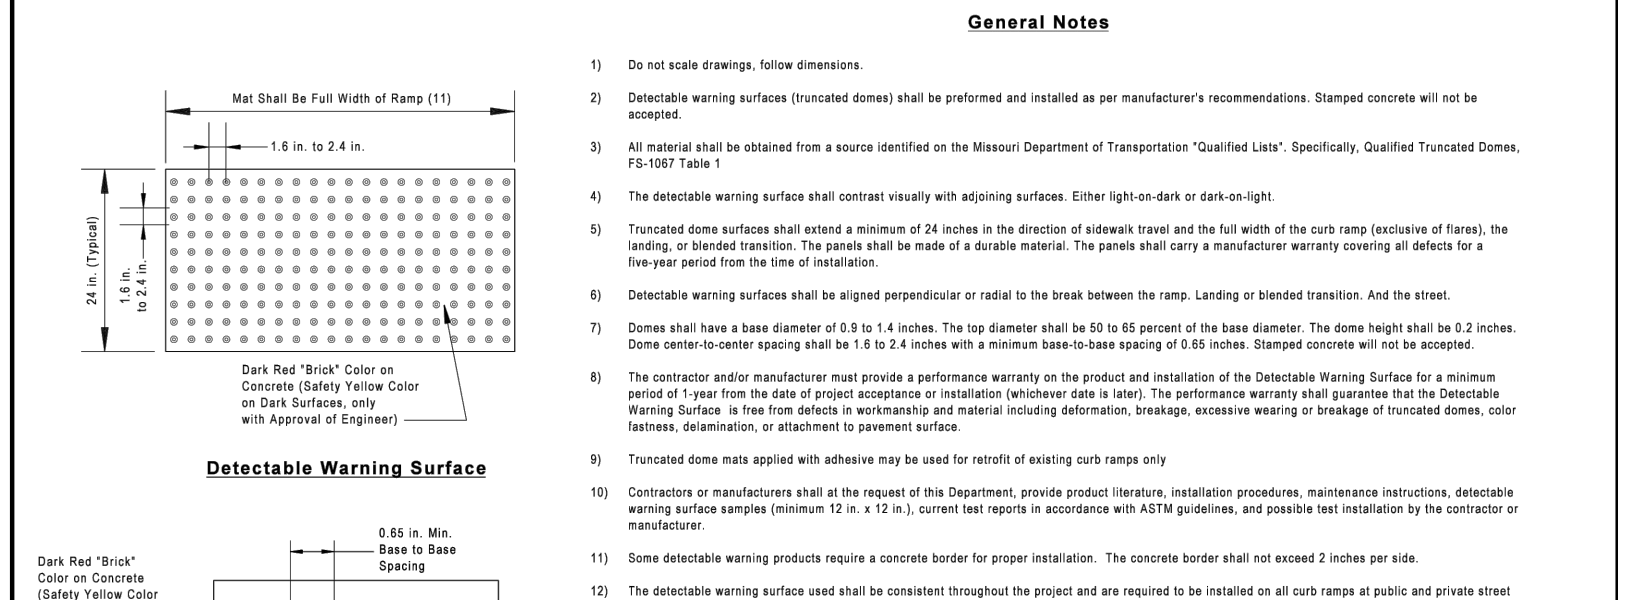 General Notes
Mat Shall Be Full Width of Ramp (11)
1.6 in. to 2.4 in.
24 in. (Typical)
1.6 in.
to 2.4 in.
Dark Red "Brick" Color on
Concrete (Safety Yellow Color
on Dark Surfaces, only
with Approval of Engineer)
Detectable Warning Surface
0.65 in. Min.
Base to Base
Spacing
Dark Red "Brick"
Color on Concrete
(Safety Yellow Color
1) Do not scale drawings, follow dimensions.
2) Detectable warning surfaces (truncated domes) shall be preformed and installed as per manufacturer's recommendations. Stamped concrete will not be
accepted.
3) All material shall be obtained from a source identified on the Missouri Department of Transportation "Qualified Lists". Specifically, Qualified Truncated Domes,
FS-1067 Table 1
4) The detectable warning surface shall contrast visually with adjoining surfaces. Either light-on-dark or dark-on-light.
5) Truncated dome surfaces shall extend a minimum of 24 inches in the direction of sidewalk travel and the full width of the curb ramp (exclusive of flares), the
landing, or blended transition. The panels shall be made of a durable material. The panels shall carry a manufacturer warranty covering all defects for a
five-year period from the time of installation.
6) Detectable warning surfaces shall be aligned perpendicular or radial to the break between the ramp. Landing or blended transition. And the street.
7) Domes shall have a base diameter of 0.9 to 1.4 inches. The top diameter shall be 50 to 65 percent of the base diameter. The dome height shall be 0.2 inches.
Dome center-to-center spacing shall be 1.6 to 2.4 inches with a minimum base-to-base spacing of 0.65 inches. Stamped concrete will not be accepted.
8) The contractor and/or manufacturer must provide a performance warranty on the product and installation of the Detectable Warning Surface for a minimum
period of 1-year from the date of project acceptance or installation (whichever date is later). The performance warranty shall guarantee that the Detectable
Warning Surface is free from defects in workmanship and material including deformation, breakage, excessive wearing or breakage of truncated domes, color
fastness, delamination, or attachment to pavement surface.
9) Truncated dome mats applied with adhesive may be used for retrofit of existing curb ramps only
10) Contractors or manufacturers shall at the request of this Department, provide product literature, installation procedures, maintenance instructions, detectable
warning surface samples (minimum 12 in. x 12 in.), current test reports in accordance with ASTM guidelines, and possible test installation by the contractor or
manufacturer.
11) Some detectable warning products require a concrete border for proper installation. The concrete border shall not exceed 2 inches per side.
12) The detectable warning surface used shall be consistent throughout the project and are required to be installed on all curb ramps at public and private street